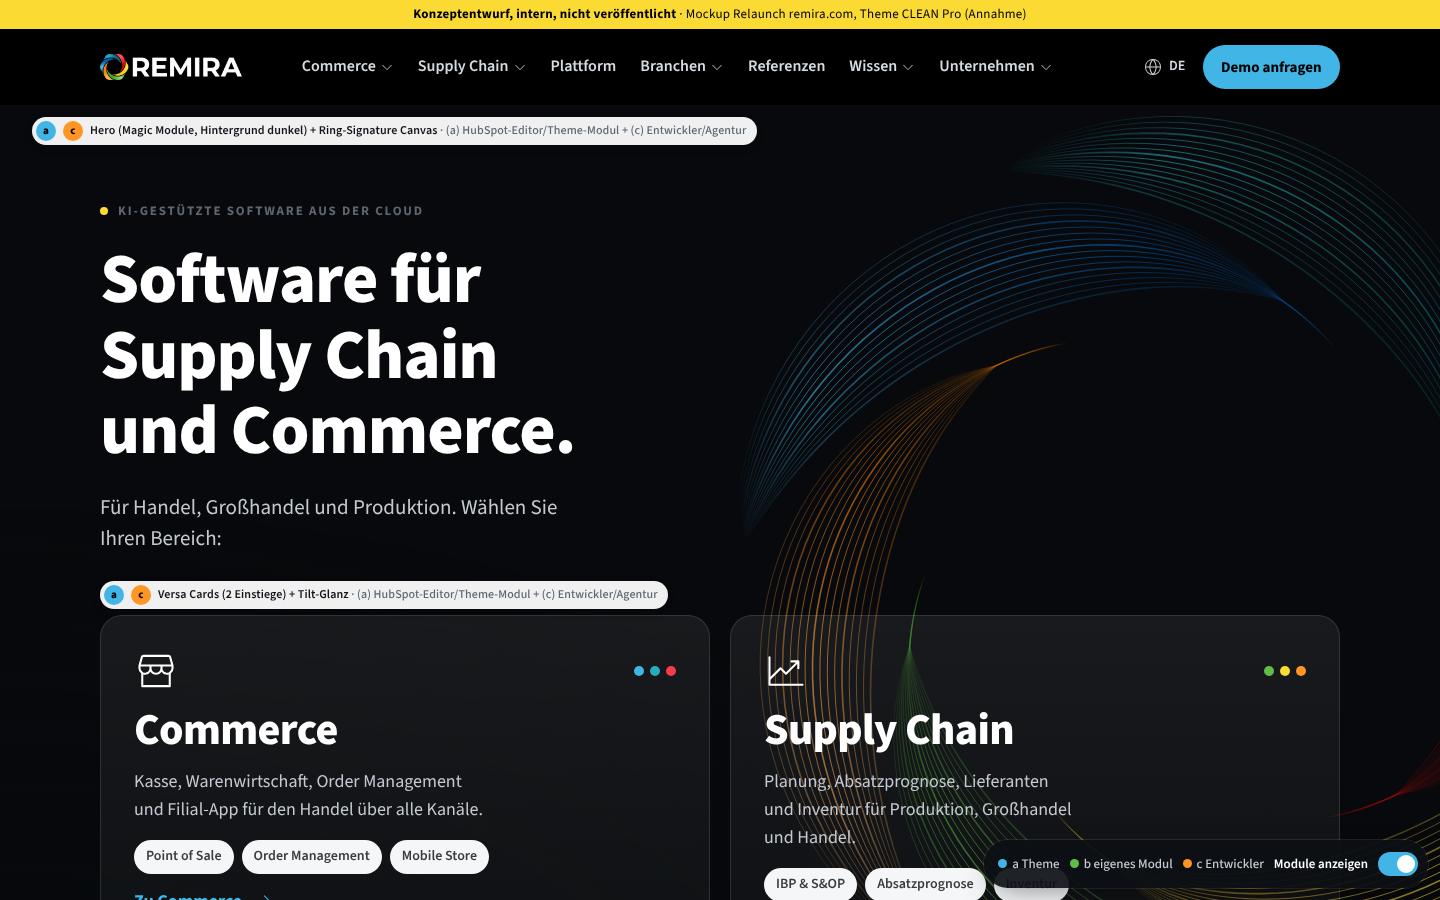 Konzeptentwurf, intern, nicht veröffentlicht · Mockup Relaunch remira.com, Theme CLEAN Pro (Annahme)
REMIRA Commerce Supply Chain Plattform Branchen Referenzen Wissen Unternehmen DE Demo anfragen
a c Hero (Magic Module, Hintergrund dunkel) + Ring-Signature Canvas · (a) HubSpot-Editor/Theme-Modul + (c) Entwickler/Agentur
KI-GESTÜTZTE SOFTWARE AUS DER CLOUD
Software für
Supply Chain
und Commerce.
Für Handel, Großhandel und Produktion. Wählen Sie
Ihren Bereich:
a c Versa Cards (2 Einstiege) + Tilt-Glanz · (a) HubSpot-Editor/Theme-Modul + (c) Entwickler/Agentur
Commerce
Kasse, Warenwirtschaft, Order Management
und Filial-App für den Handel über alle Kanäle.
Point of Sale Order Management Mobile Store
Zu Commerce
Supply Chain
Planung, Absatzprognose, Lieferanten
und Inventur für Produktion, Großhandel
und Handel.
IBP & S&OP Absatzprognose Inventur
a Theme b eigenes Modul c Entwickler Module anzeigen